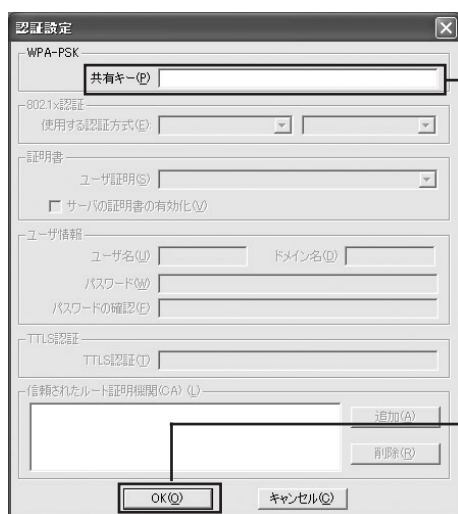 認証設定
WPA-PSK
共有キー(P)
802.1x認証
使用する認証方式(E):
証明書
ユーザ証明(S)
サーバの証明書の有効化(V)
ユーザ情報
ユーザ名(U) ドメイン名(D)
パスワード(W)
パスワードの確認(F)
TTLS認証
TTLS認証(T)
信頼されたルート証明機関(CA) (L)
追加(A)
削除(R)
OK(O) キャンセル(C)